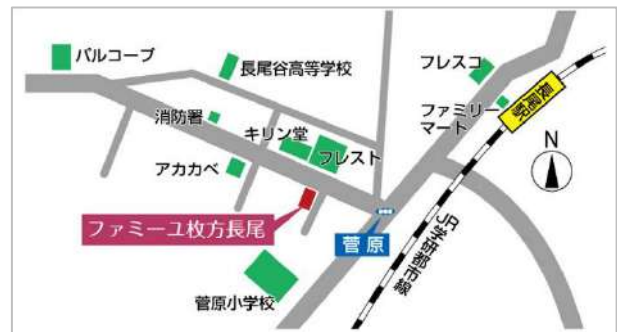 パルコープ
長尾谷高等学校
フレスコ
長尾駅
ファミリー
マート
消防署
キリン堂
フレスト
アカカベ
N
ファミーユ枚方長尾
菅原
JR学研都市線
菅原小学校